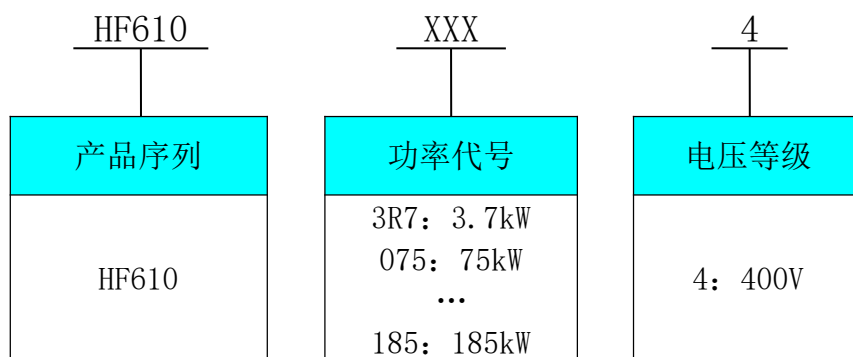 HF610 XXX 4
产品序列 功率代号 电压等级
3R7：3.7kW
075：75kW
HF610 … 4：400V
185：185kW